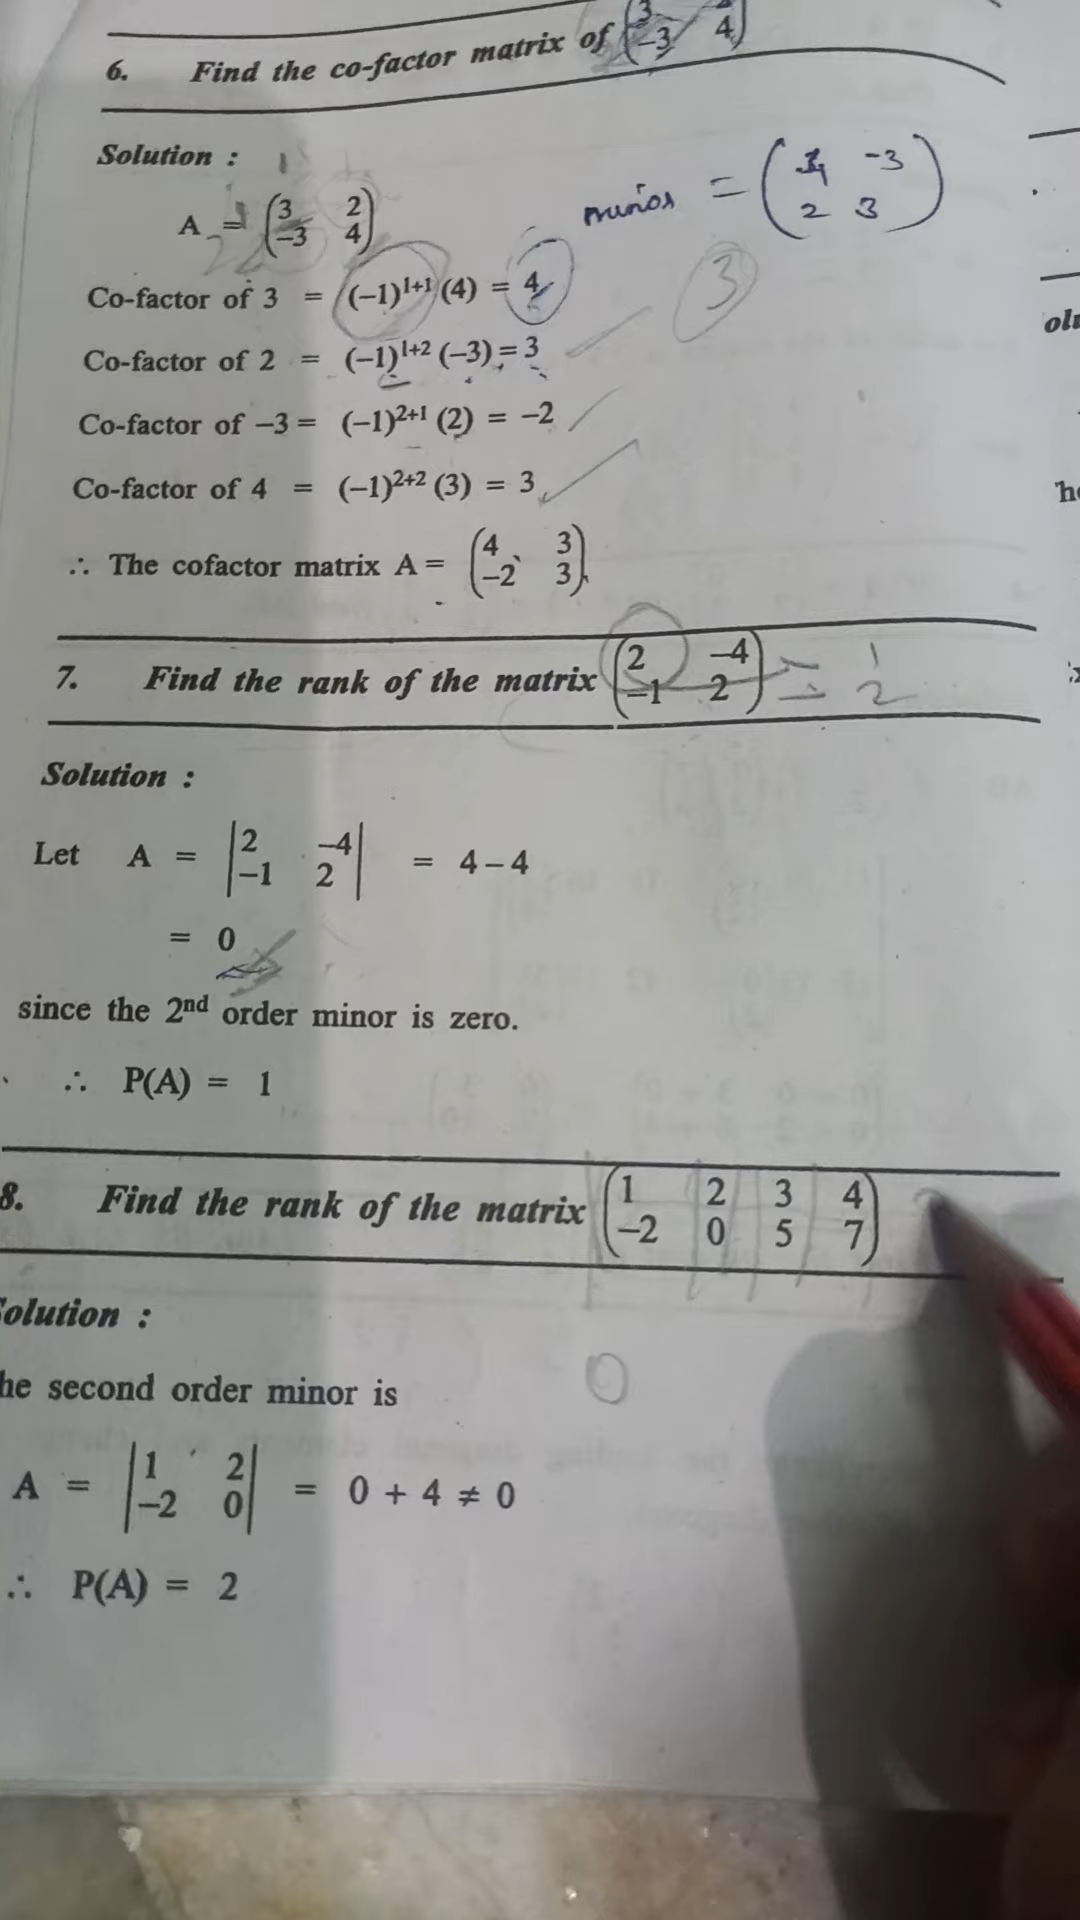 6. Find the co-factor matrix of (3 -3 4)
Solution :
A = (3 2
-3 4)
minors = (4 -3
2 3)
Co-factor of 3 = (–1)¹⁺¹ (4) = 4
3
Co-factor of 2 = (–1)¹⁺² (–3) = 3
Co-factor of –3 = (–1)²⁺¹ (2) = –2
Co-factor of 4 = (–1)²⁺² (3) = 3
∴ The cofactor matrix A = (4 3
–2 3)
7. Find the rank of the matrix (2 –4
–1 2) = 1
2
Solution :
Let A = |2 –4
–1 2| = 4 – 4
= 0
since the 2nd order minor is zero.
∴ P(A) = 1
8. Find the rank of the matrix (1 2 3 4
–2 0 5 7)
Solution :
0
he second order minor is
A = |1 2
–2 0| = 0 + 4 ≠ 0
∴ P(A) = 2